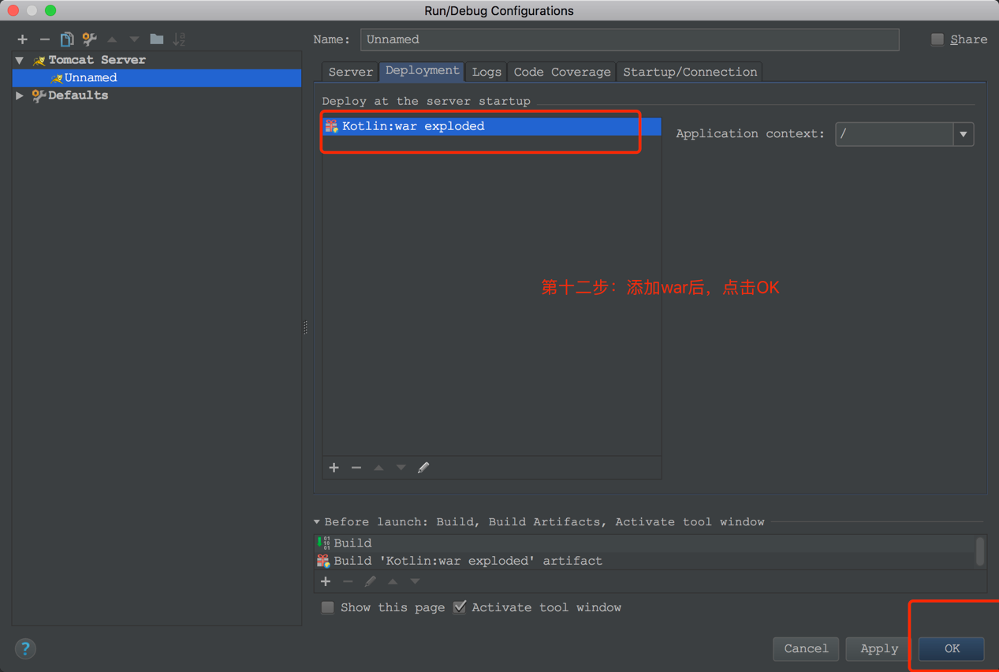 Run/Debug Configurations
Name: Unnamed Share
Tomcat Server
Unnamed
Defaults
Server Deployment Logs Code Coverage Startup/Connection
Deploy at the server startup
Kotlin:war exploded
Application context: /
第十二步：添加war后，点击OK
Before launch: Build, Build Artifacts, Activate tool window
Build
Build 'Kotlin:war exploded' artifact
Show this page Activate tool window
? Cancel Apply OK